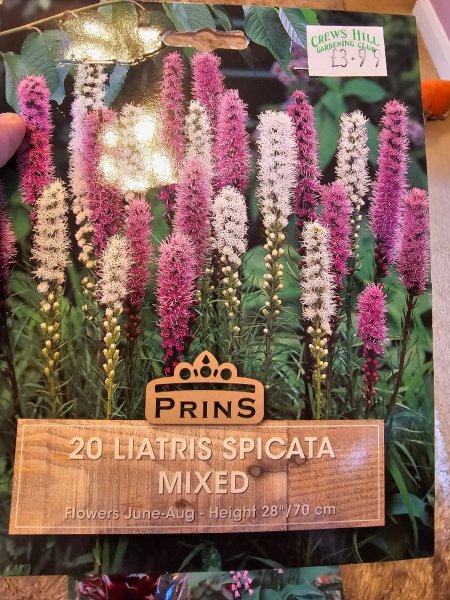 CREWS HILL
GARDENING CLUB
£3.99
PRINS
20 LIATRIS SPICATA
MIXED
Flowers June-Aug - Height 28"/70 cm